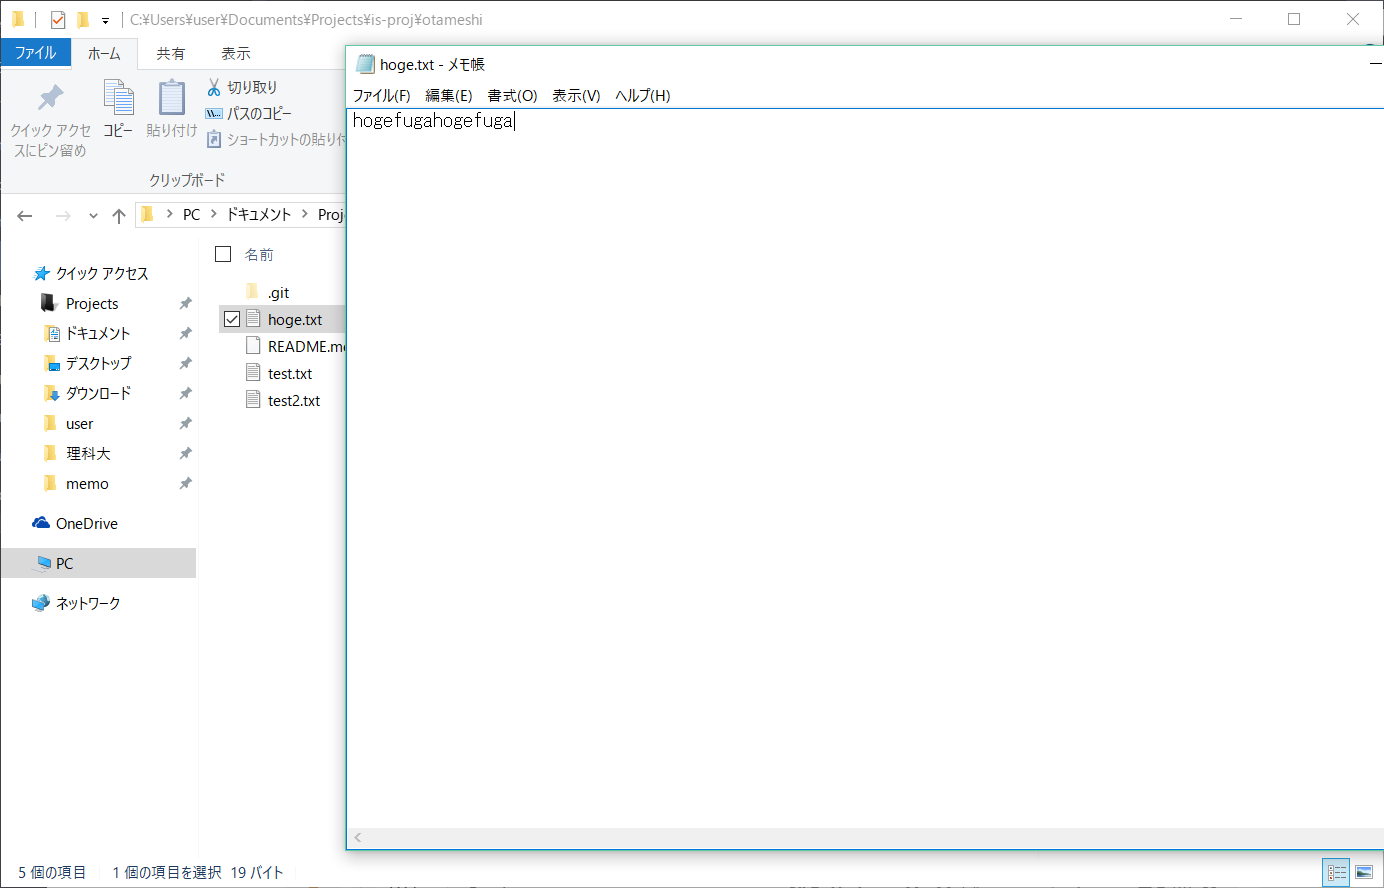 C:¥Users¥user¥Documents¥Projects¥is-proj¥otameshi
ファイル ホーム 共有 表示
クイック アクセ
スにピン留め
コピー
貼り付け
切り取り
パスのコピー
ショートカットの貼り付
クリップボード
PC ドキュメント Proj
名前
クイック アクセス
Projects
ドキュメント
デスクトップ
ダウンロード
user
理科大
memo
OneDrive
PC
ネットワーク
.git
hoge.txt
README.md
test.txt
test2.txt
5 個の項目 1 個の項目を選択 19 バイト
hoge.txt - メモ帳
ファイル(F) 編集(E) 書式(O) 表示(V) ヘルプ(H)
hogefugahogefuga